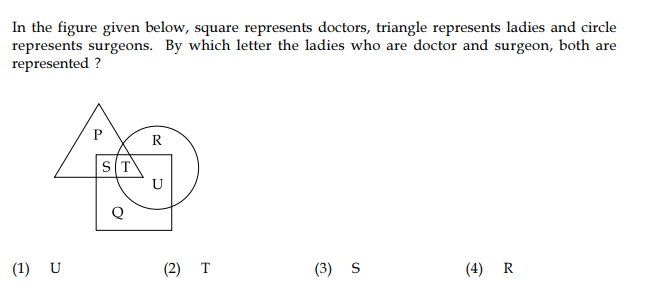 In the figure given below, square represents doctors, triangle represents ladies and circle
represents surgeons. By which letter the ladies who are doctor and surgeon, both are
represented ?
P
R
S T
U
Q
(1) U (2) T (3) S (4) R